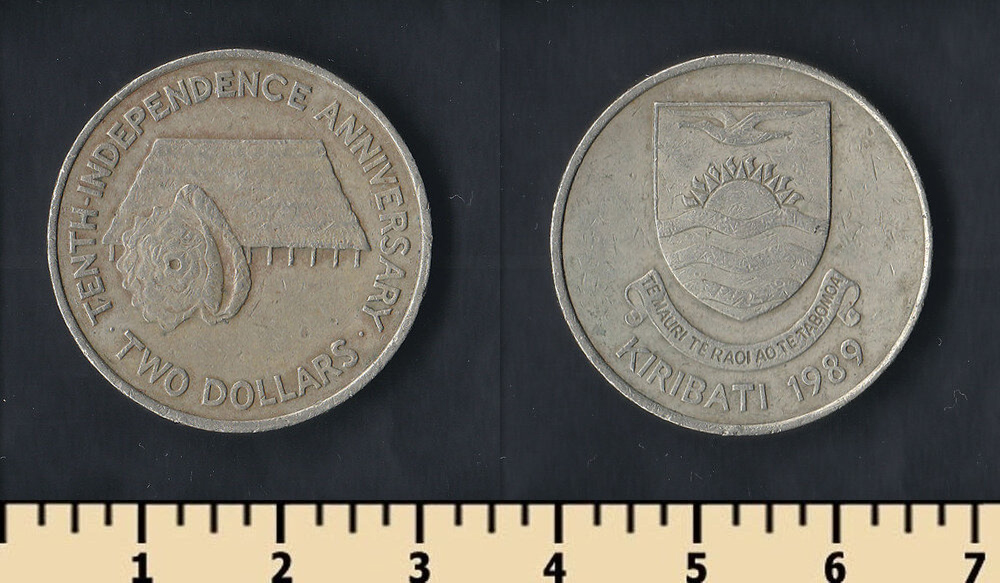 TENTH·INDEPENDENCE ANNIVERSARY
· TWO DOLLARS ·
TE MAURI TE RAOI AO TE TABOMOA
KIRIBATI 1989
1 2 3 4 5 6 7